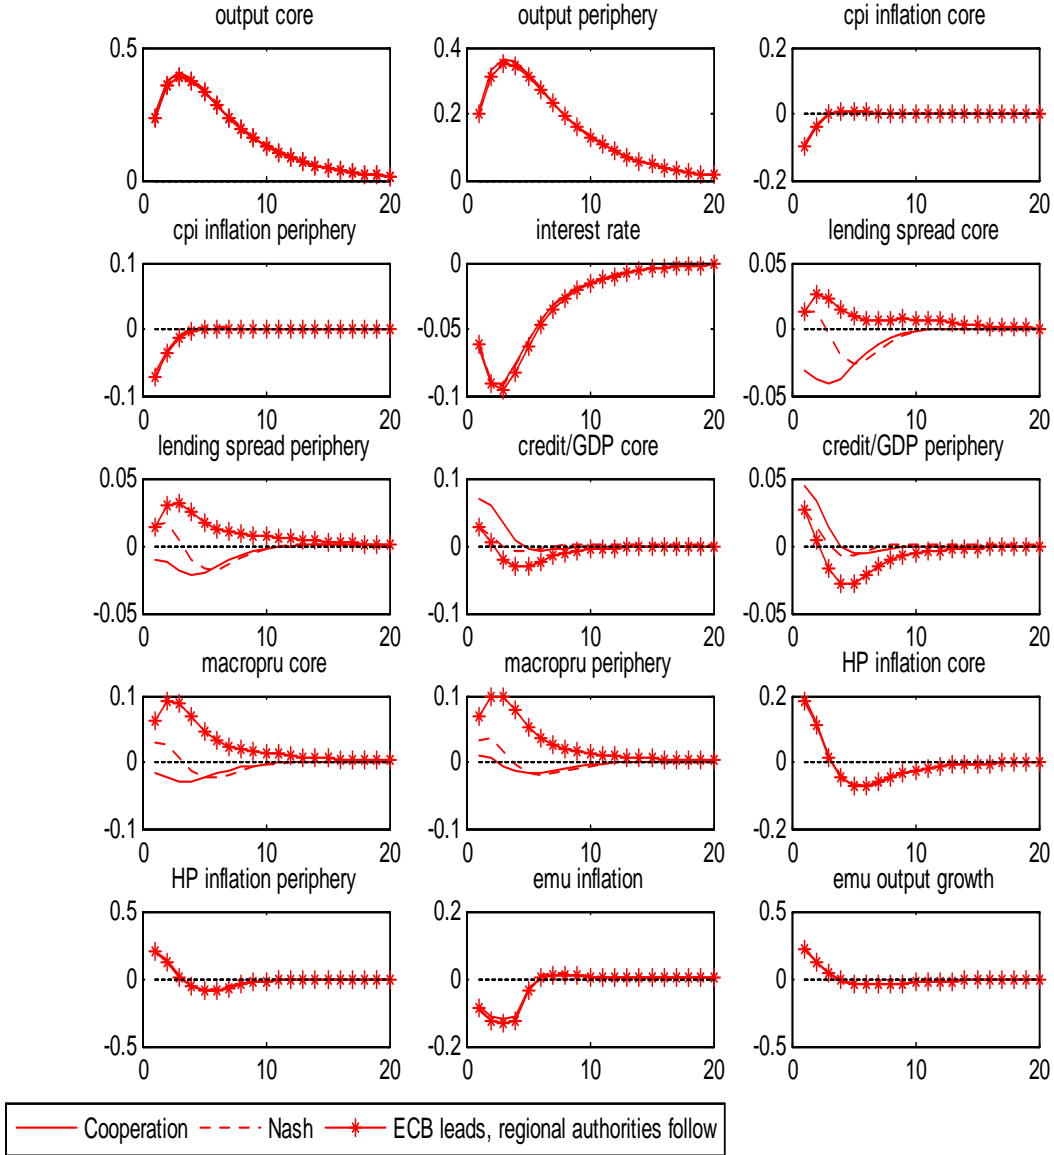 output core
output periphery
cpi inflation core
0.5
0
0 10 20
0.4
0.2
0
0 10 20
0.2
0
-0.2
0 10 20
cpi inflation periphery
interest rate
lending spread core
0.1
0
-0.1
0 10 20
0
-0.05
-0.1
0 10 20
0.05
0
-0.05
0 10 20
lending spread periphery
credit/GDP core
credit/GDP periphery
0.05
0
-0.05
0 10 20
0.1
0
-0.1
0 10 20
0.05
0
-0.05
0 10 20
macropru core
macropru periphery
HP inflation core
0.1
0
-0.1
0 10 20
0.1
0
-0.1
0 10 20
0.2
0
-0.2
0 10 20
HP inflation periphery
emu inflation
emu output growth
0.5
0
-0.5
0 10 20
0.2
0
-0.2
0 10 20
0.5
0
-0.5
0 10 20
Cooperation Nash ECB leads, regional authorities follow